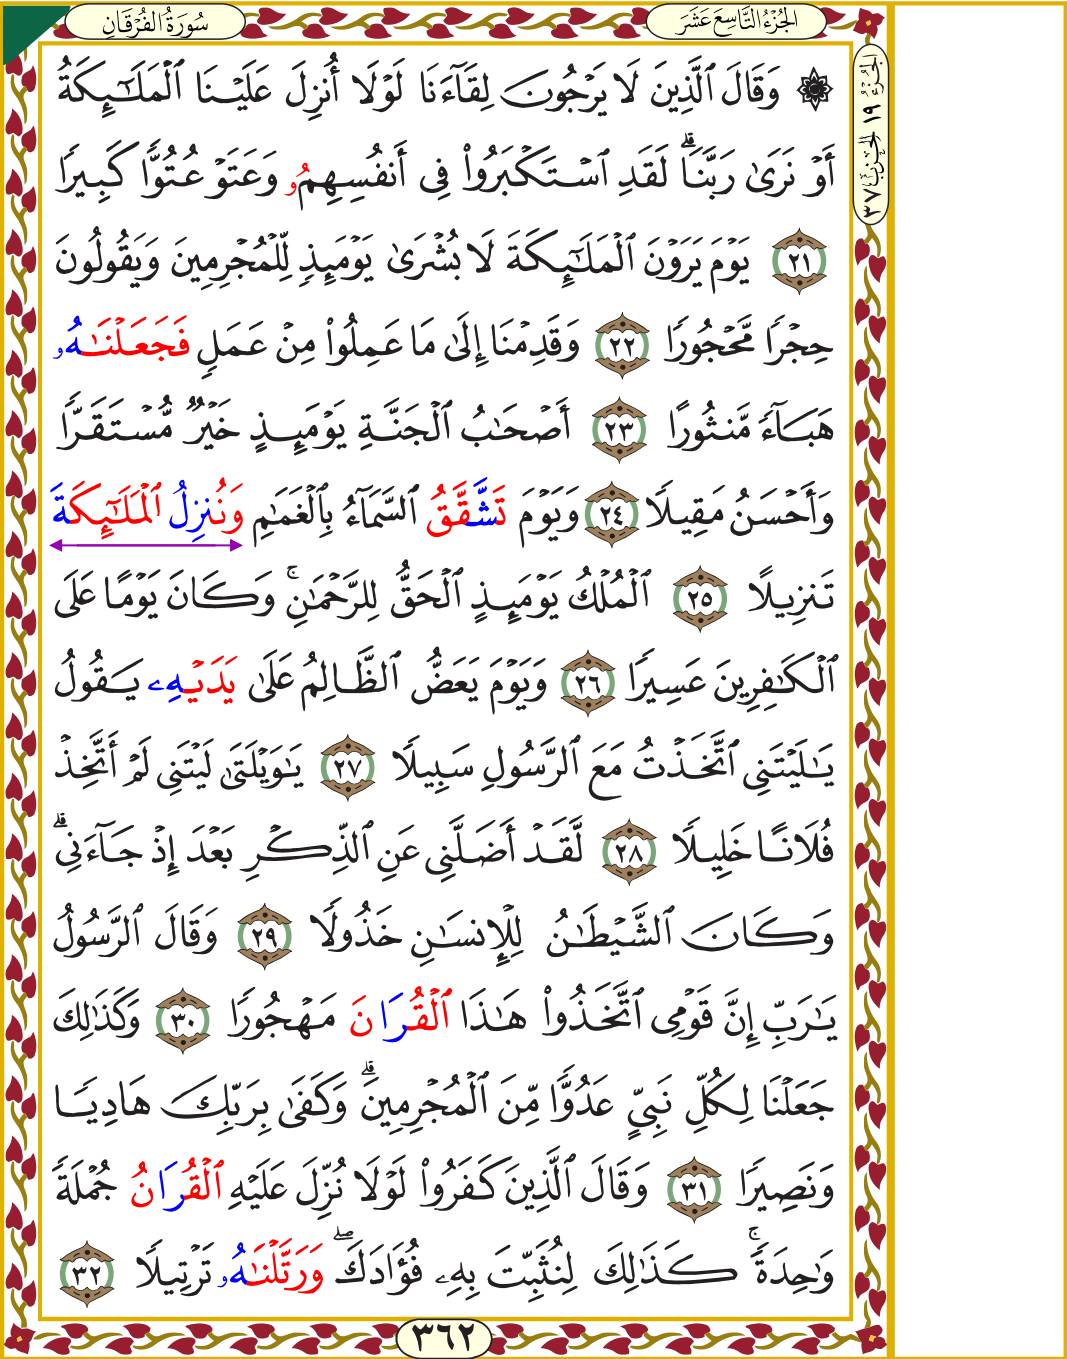 سُورَةُ الفُرْقَانِ
الجُزْءُ التَّاسِعَ عَشَرَ
الجُزْءُ ١٩ الحِزْبُ ٣٧
۞ وَقَالَ ٱلَّذِينَ لَا يَرْجُونَ لِقَآءَنَا لَوْلَآ أُنزِلَ عَلَيْنَا ٱلْمَلَـٰٓئِكَةُ
أَوْ نَرَىٰ رَبَّنَا ۗ لَقَدِ ٱسْتَكْبَرُوا۟ فِى أَنفُسِهِمُۥ وَعَتَوْ عُتُوًّا كَبِيرًا
٢١ يَوْمَ يَرَوْنَ ٱلْمَلَـٰٓئِكَةَ لَا بُشْرَىٰ يَوْمَئِذٍ لِّلْمُجْرِمِينَ وَيَقُولُونَ
حِجْرًا مَّحْجُورًا ٢٢ وَقَدِمْنَا إِلَىٰ مَا عَمِلُوا۟ مِنْ عَمَلٍ فَجَعَلْنَـٰهُۥ
هَبَآءً مَّنثُورًا ٢٣ أَصْحَـٰبُ ٱلْجَنَّةِ يَوْمَئِذٍ خَيْرٌ مُّسْتَقَرًّا
وَأَحْسَنُ مَقِيلًا ٢٤ وَيَوْمَ تَشَّقَّقُ ٱلسَّمَآءُ بِٱلْغَمَـٰمِ وَنُنزِلُ ٱلْمَلَـٰٓئِكَةَ
تَنزِيلًا ٢٥ ٱلْمُلْكُ يَوْمَئِذٍ ٱلْحَقُّ لِلرَّحْمَـٰنِ ۚ وَكَانَ يَوْمًا عَلَى
ٱلْكَـٰفِرِينَ عَسِيرًا ٢٦ وَيَوْمَ يَعَضُّ ٱلظَّالِمُ عَلَىٰ يَدَيْهِۦ يَقُولُ
يَـٰلَيْتَنِى ٱتَّخَذْتُ مَعَ ٱلرَّسُولِ سَبِيلًا ٢٧ يَـٰوَيْلَتَىٰ لَيْتَنِى لَمْ أَتَّخِذْ
فُلَانًا خَلِيلًا ٢٨ لَّقَدْ أَضَلَّنِى عَنِ ٱلذِّكْرِ بَعْدَ إِذْ جَآءَنِى ۗ
وَكَانَ ٱلشَّيْطَـٰنُ لِلْإِنسَـٰنِ خَذُولًا ٢٩ وَقَالَ ٱلرَّسُولُ
يَـٰرَبِّ إِنَّ قَوْمِى ٱتَّخَذُوا۟ هَـٰذَا ٱلْقُرَانَ مَهْجُورًا ٣٠ وَكَذَٰلِكَ
جَعَلْنَا لِكُلِّ نَبِىٍّ عَدُوًّا مِّنَ ٱلْمُجْرِمِينَ ۗ وَكَفَىٰ بِرَبِّكَ هَادِيًا
وَنَصِيرًا ٣١ وَقَالَ ٱلَّذِينَ كَفَرُوا۟ لَوْلَا نُزِّلَ عَلَيْهِ ٱلْقُرَانُ جُمْلَةً
وَٰحِدَةً ۚ كَذَٰلِكَ لِنُثَبِّتَ بِهِۦ فُؤَادَكَ ۖ وَرَتَّلْنَـٰهُۥ تَرْتِيلًا ٣٢
٣٦٢